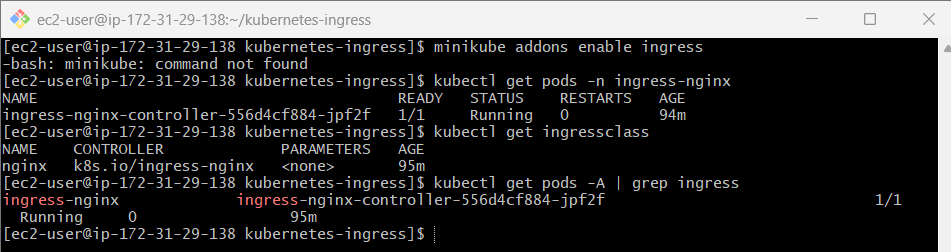 ec2-user@ip-172-31-29-138:~/kubernetes-ingress
[ec2-user@ip-172-31-29-138 kubernetes-ingress]$ minikube addons enable ingress
-bash: minikube: command not found
[ec2-user@ip-172-31-29-138 kubernetes-ingress]$ kubectl get pods -n ingress-nginx
NAME                                        READY   STATUS    RESTARTS   AGE
ingress-nginx-controller-556d4cf884-jpf2f   1/1     Running   0          94m
[ec2-user@ip-172-31-29-138 kubernetes-ingress]$ kubectl get ingressclass
NAME    CONTROLLER             PARAMETERS   AGE
nginx   k8s.io/ingress-nginx   <none>       95m
[ec2-user@ip-172-31-29-138 kubernetes-ingress]$ kubectl get pods -A | grep ingress
ingress-nginx            ingress-nginx-controller-556d4cf884-jpf2f                           1/1
  Running     0                95m
[ec2-user@ip-172-31-29-138 kubernetes-ingress]$